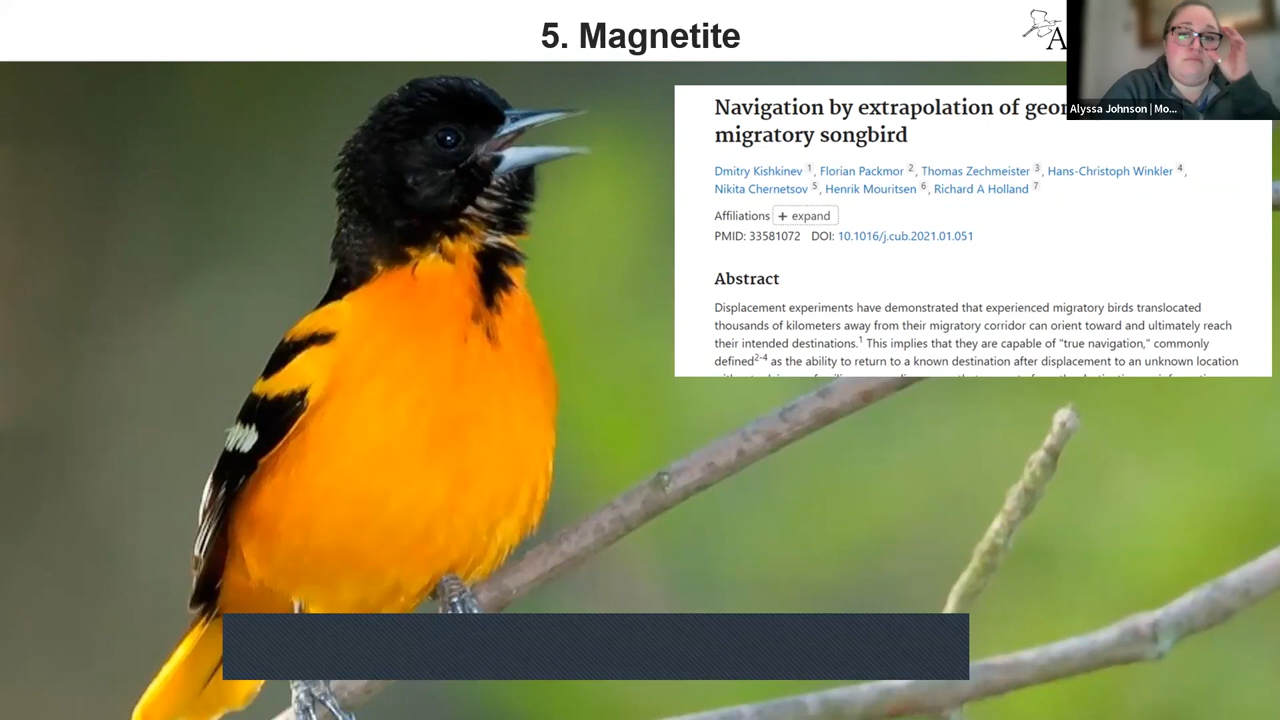 5. Magnetite
A
Alyssa Johnson | Mo...
Navigation by extrapolation of
migratory songbird
Dmitry Kishkinev 1, Florian Packmor 2, Thomas Zechmeister 3, Hans-Christoph Winkler 4,
Nikita Chernetsov 5, Henrik Mouritsen 6, Richard A Holland 7
Affiliations + expand
PMID: 33581072 DOI: 10.1016/j.cub.2021.01.051
Abstract
Displacement experiments have demonstrated that experienced migratory birds translocated
thousands of kilometers away from their migratory corridor can orient toward and ultimately reach
their intended destinations.1 This implies that they are capable of "true navigation," commonly
defined2-4 as the ability to return to a known destination after displacement to an unknown location